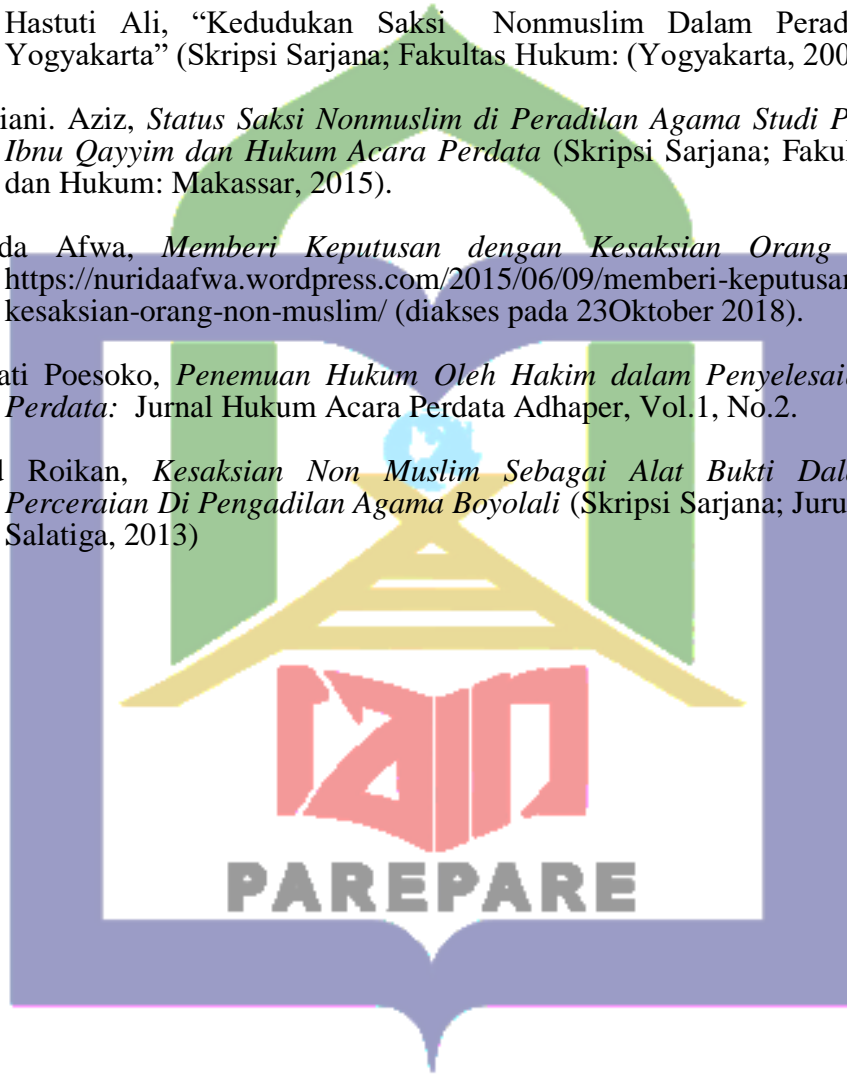 Hastuti Ali, “Kedudukan Saksi Nonmuslim Dalam Perad
Yogyakarta” (Skripsi Sarjana; Fakultas Hukum: (Yogyakarta, 200
iani. Aziz, Status Saksi Nonmuslim di Peradilan Agama Studi P
Ibnu Qayyim dan Hukum Acara Perdata (Skripsi Sarjana; Faku
dan Hukum: Makassar, 2015).
da Afwa, Memberi Keputusan dengan Kesaksian Orang
https://nuridaafwa.wordpress.com/2015/06/09/memberi-keputusan
kesaksian-orang-non-muslim/ (diakses pada 23Oktober 2018).
ati Poesoko, Penemuan Hukum Oleh Hakim dalam Penyelesaia
Perdata: Jurnal Hukum Acara Perdata Adhaper, Vol.1, No.2.
d Roikan, Kesaksian Non Muslim Sebagai Alat Bukti Dala
Perceraian Di Pengadilan Agama Boyolali (Skripsi Sarjana; Juru
Salatiga, 2013)
iain
PAREPARE